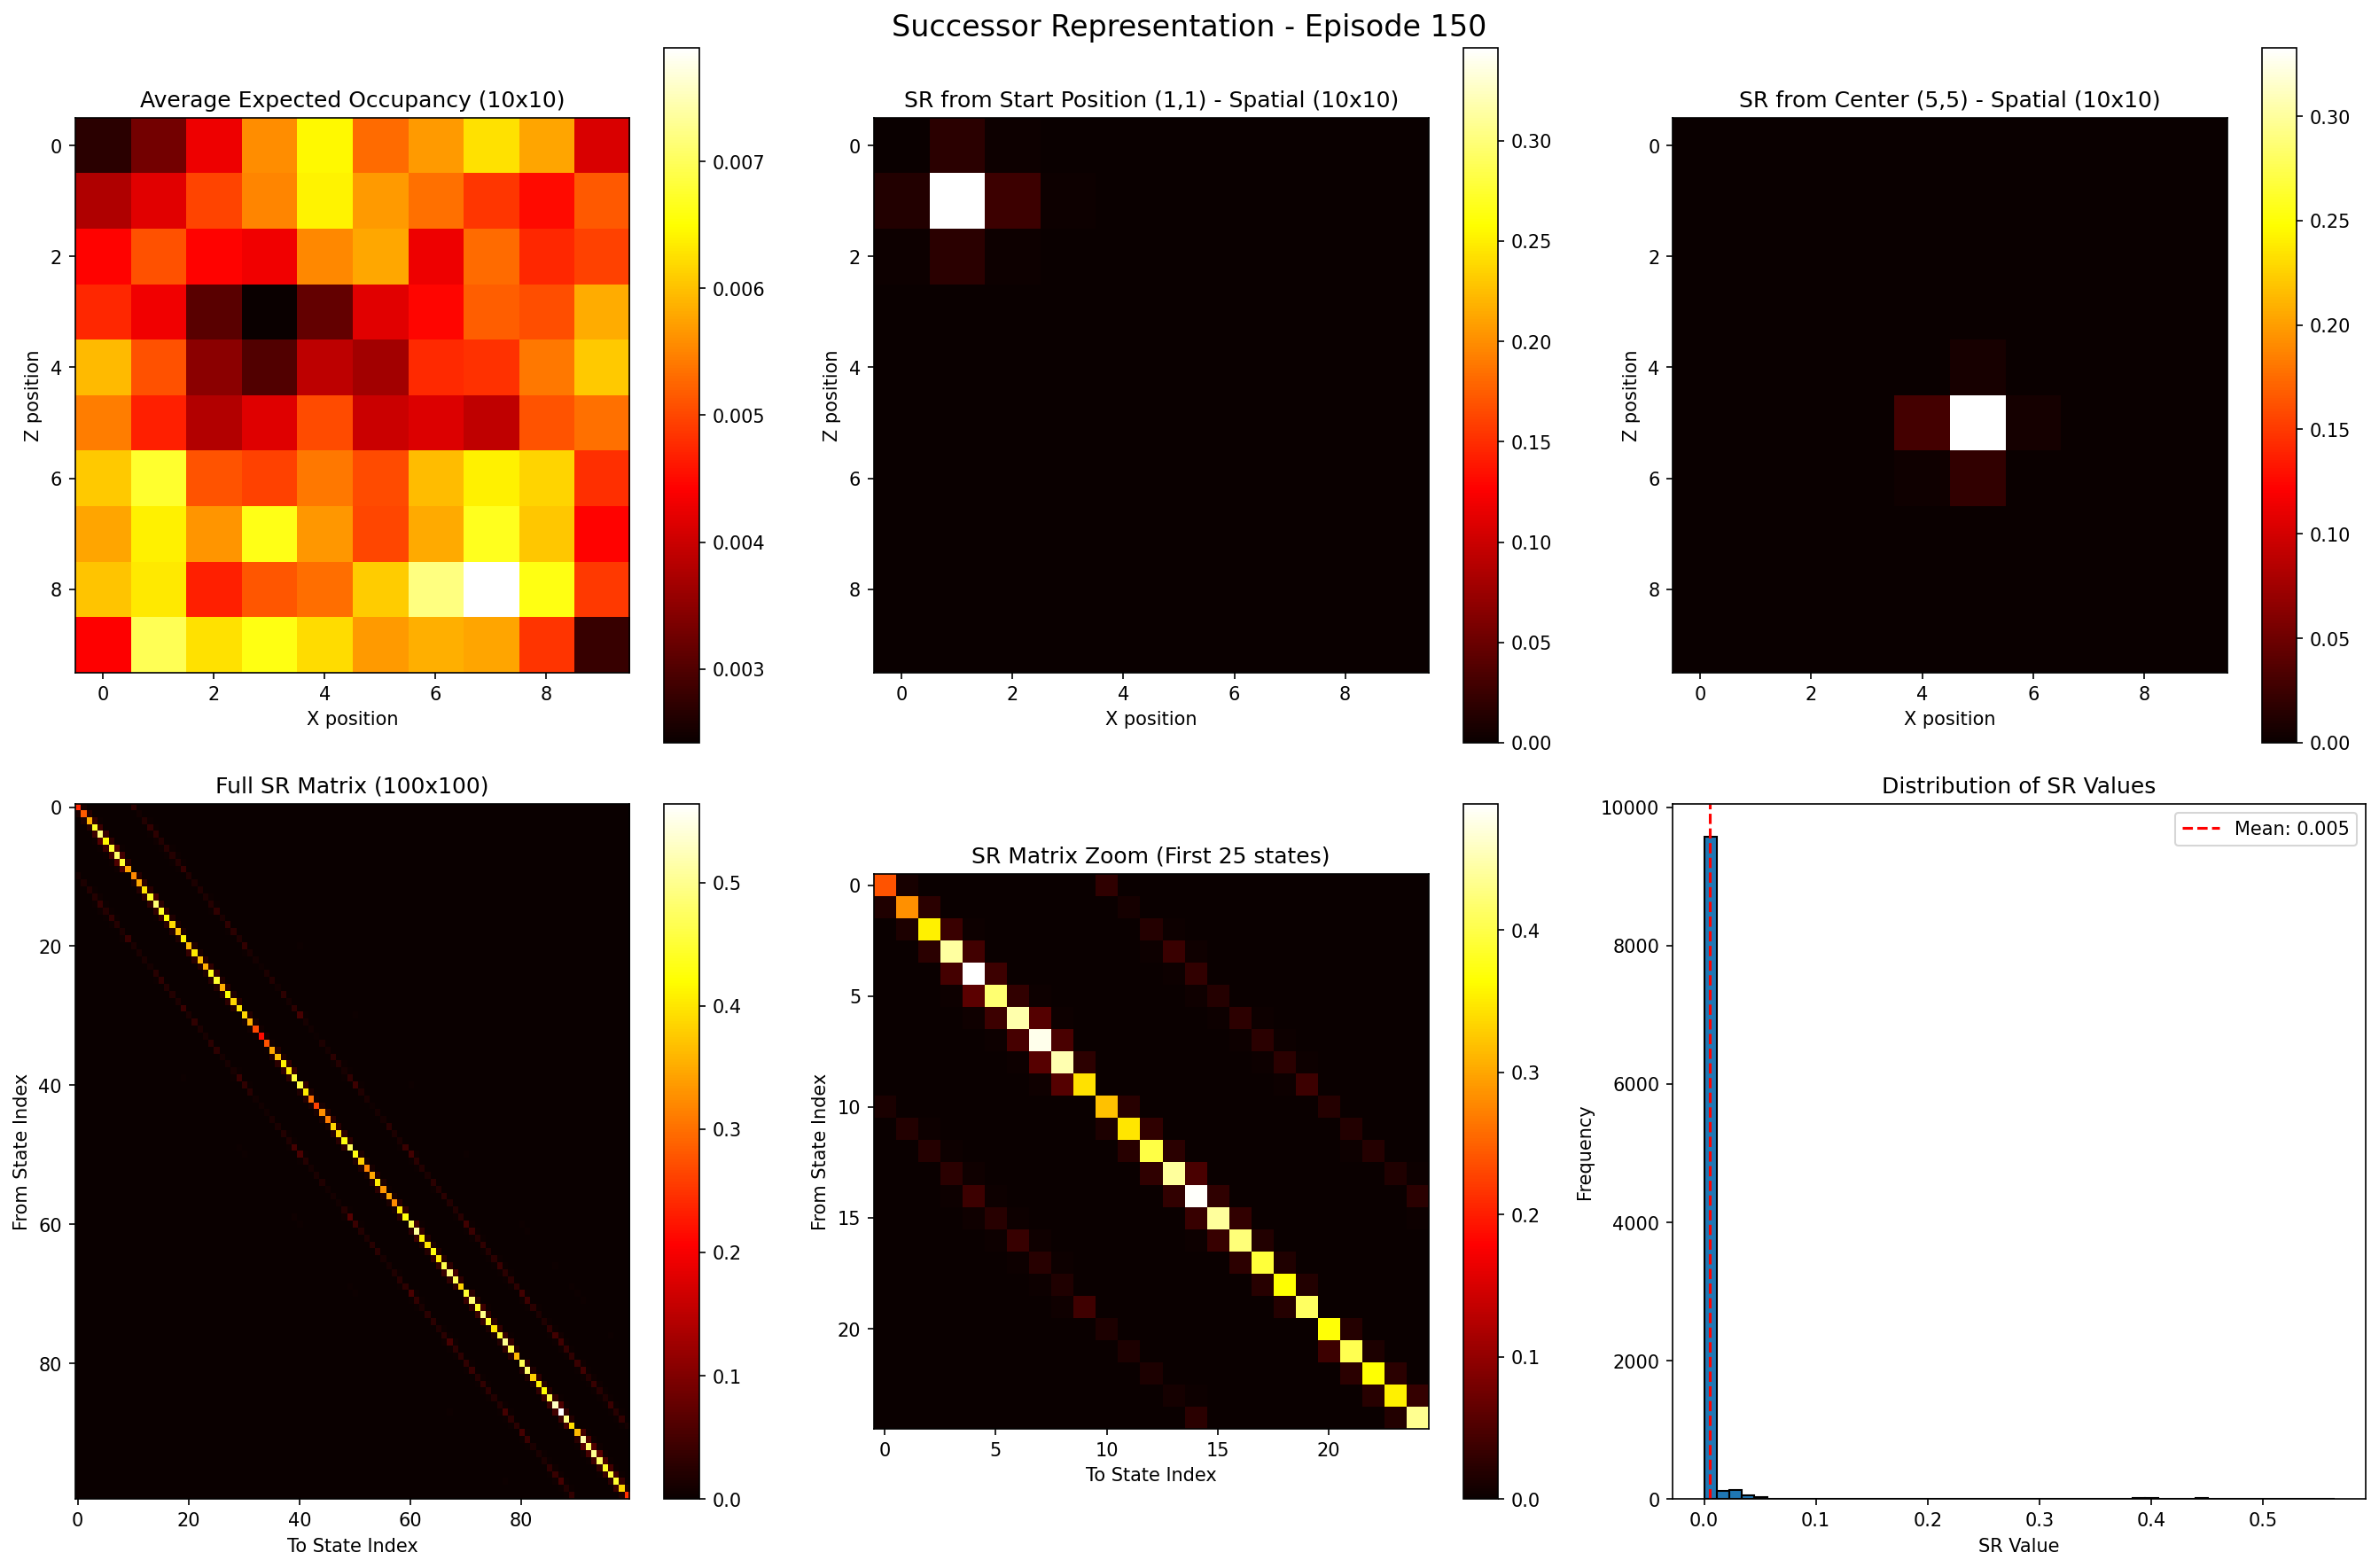 Successor Representation - Episode 150
Average Expected Occupancy (10x10)
0
2
4
6
8
Z position
0 2 4 6 8
X position
0.007
0.006
0.005
0.004
0.003
SR from Start Position (1,1) - Spatial (10x10)
0
2
4
6
8
Z position
0 2 4 6 8
X position
0.30
0.25
0.20
0.15
0.10
0.05
0.00
SR from Center (5,5) - Spatial (10x10)
0
2
4
6
8
Z position
0 2 4 6 8
X position
0.30
0.25
0.20
0.15
0.10
0.05
0.00
Full SR Matrix (100x100)
0
20
40
60
80
From State Index
0 20 40 60 80
To State Index
0.5
0.4
0.3
0.2
0.1
0.0
SR Matrix Zoom (First 25 states)
0
5
10
15
20
From State Index
0 5 10 15 20
To State Index
0.4
0.3
0.2
0.1
0.0
Distribution of SR Values
Mean: 0.005
10000
8000
6000
4000
2000
0
Frequency
0.0 0.1 0.2 0.3 0.4 0.5
SR Value